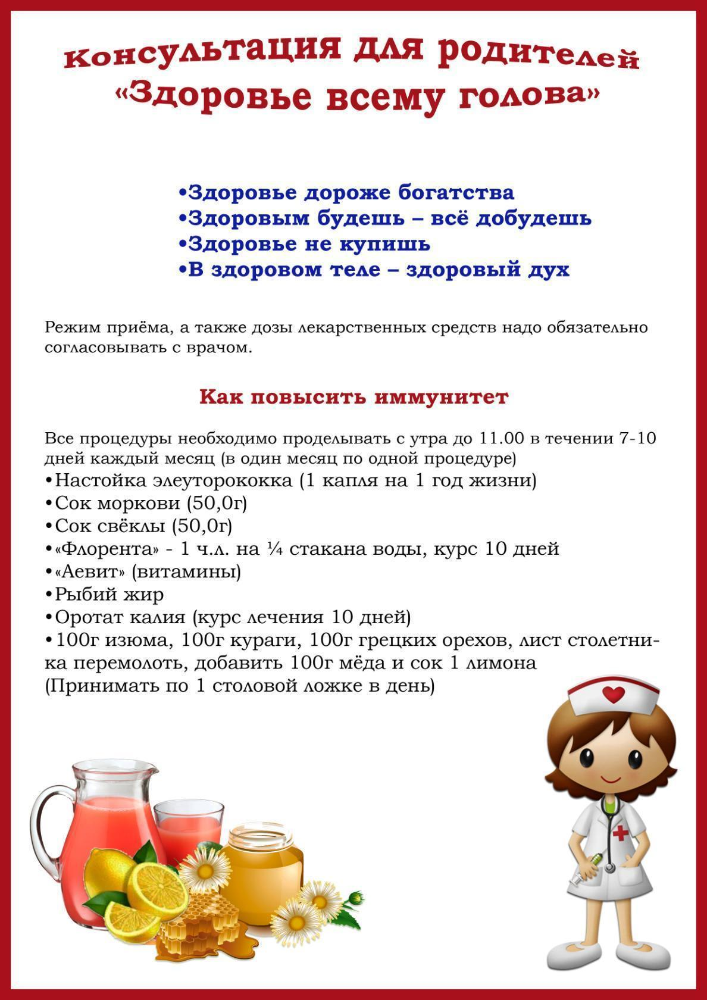 Консультация для родителей
«Здоровье всему голова»
•Здоровье дороже богатства
•Здоровым будешь – всё добудешь
•Здоровье не купишь
•В здоровом теле – здоровый дух
Режим приёма, а также дозы лекарственных средств надо обязательно
согласовывать с врачом.
Как повысить иммунитет
Все процедуры необходимо проделывать с утра до 11.00 в течении 7-10
дней каждый месяц (в один месяц по одной процедуре)
•Настойка элеуторококка (1 капля на 1 год жизни)
•Сок моркови (50,0г)
•Сок свёклы (50,0г)
•«Флорента» - 1 ч.л. на ¼ стакана воды, курс 10 дней
•«Аевит» (витамины)
•Рыбий жир
•Оротат калия (курс лечения 10 дней)
•100г изюма, 100г кураги, 100г грецких орехов, лист столетни-
ка перемолоть, добавить 100г мёда и сок 1 лимона
(Принимать по 1 столовой ложке в день)